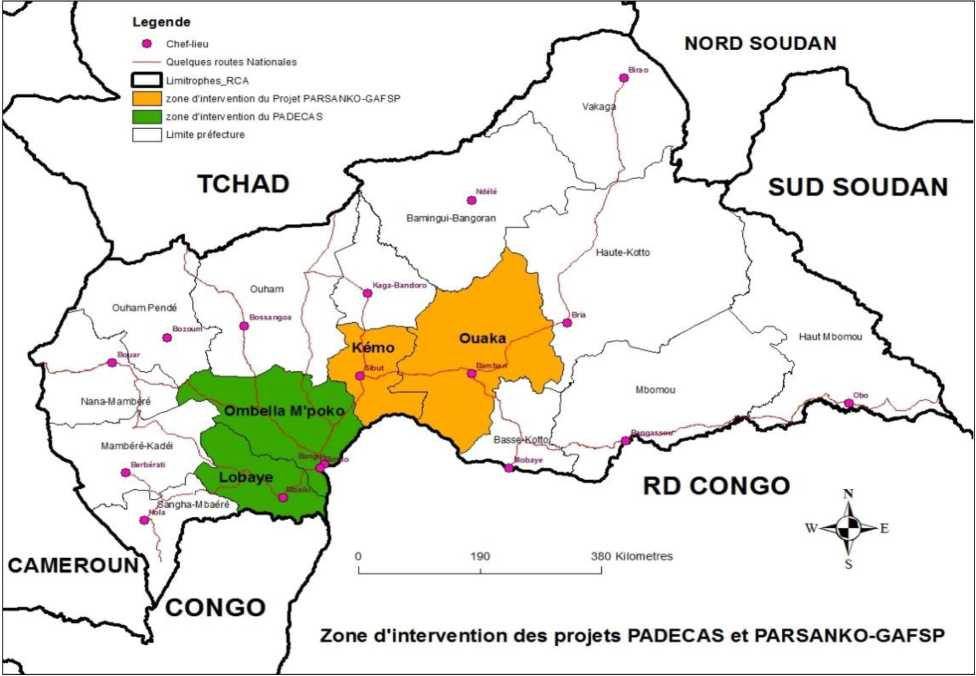 Legende
Chef-lieu
Quelques routes Nationales
Limitrophes_RCA
zone d'intervention du Projet PARSANKO-GAFSP
zone d'intervention du PADECAS
Limite préfecture
NORD SOUDAN
Birao
Vakaga
TCHAD
SUD SOUDAN
Ndélé
Bamingui-Bangoran
Haute-Kotto
Kaga-Bandoro
Ouham
Ouham Pendé
Bossangoa
Bria
Bozoum
Kémo
Ouaka
Haut Mbomou
Bouar
Sibut
Bambari
Mbomou
Nana-Mambéré
Ombella M'poko
Obo
Mambéré-Kadéi
Basse-Kotto
Bangassou
Berbérati
Lobaye
Mobaye
RD CONGO
Mbaiki
Sangha-Mbaéré
Nola
N
W
E
S
0
190
380 Kilometres
CAMEROUN
CONGO
Zone d'intervention des projets PADECAS et PARSANKO-GAFSP